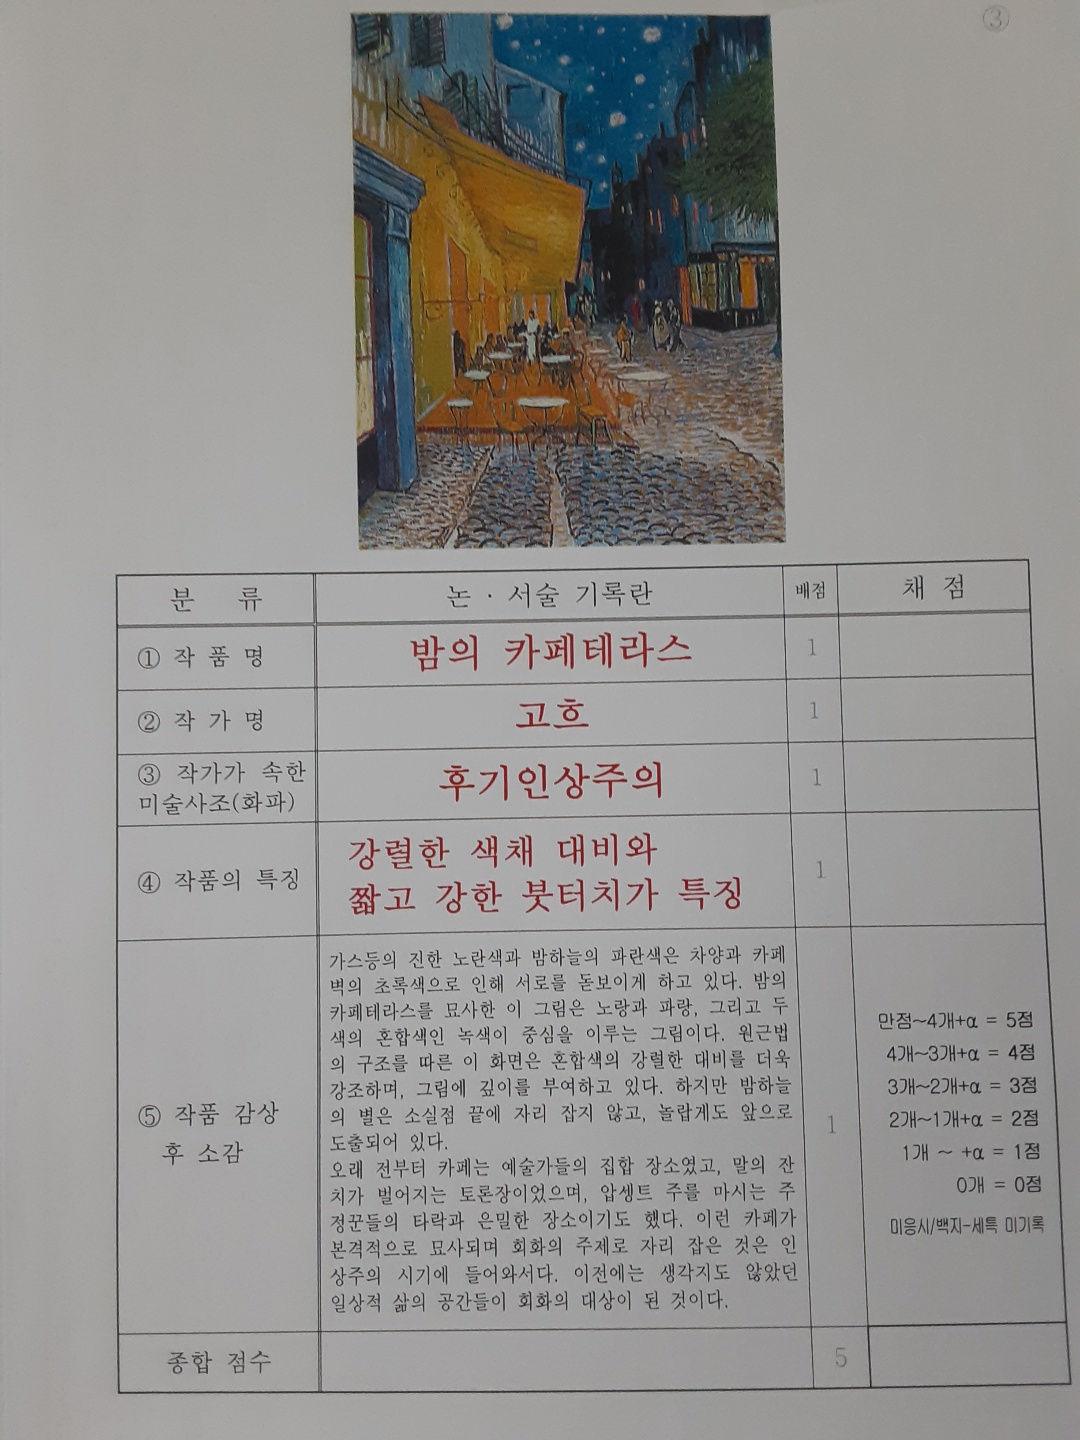 ③
분 류 논 · 서술 기록란 배점 채 점
① 작 품 명 밤의 카페테라스 1
② 작 가 명 고흐 1
③ 작가가 속한
미술사조(화파)
후기인상주의 1
④ 작품의 특징
강렬한 색채 대비와
짧고 강한 붓터치가 특징
1
⑤ 작품 감상
후 소감
가스등의 진한 노란색과 밤하늘의 파란색은 차양과 카페
벽의 초록색으로 인해 서로를 돋보이게 하고 있다. 밤의
카페테라스를 묘사한 이 그림은 노랑과 파랑, 그리고 두
색의 혼합색인 녹색이 중심을 이루는 그림이다. 원근법
의 구조를 따른 이 화면은 혼합색의 강렬한 대비를 더욱
강조하며, 그림에 깊이를 부여하고 있다. 하지만 밤하늘
의 별은 소실점 끝에 자리 잡지 않고, 놀랍게도 앞으로
도출되어 있다.
오래 전부터 카페는 예술가들의 집합 장소였고, 말의 잔
치가 벌어지는 토론장이었으며, 압생트 주를 마시는 주
정꾼들의 타락과 은밀한 장소이기도 했다. 이런 카페가
본격적으로 묘사되며 회화의 주제로 자리 잡은 것은 인
상주의 시기에 들어와서다. 이전에는 생각지도 않았던
일상적 삶의 공간들이 회화의 대상이 된 것이다.
1
만점~4개+α = 5점
4개~3개+α = 4점
3개~2개+α = 3점
2개~1개+α = 2점
1개 ~ +α = 1점
0개 = 0점
미응시/백지-세특 미기록
종합 점수 5